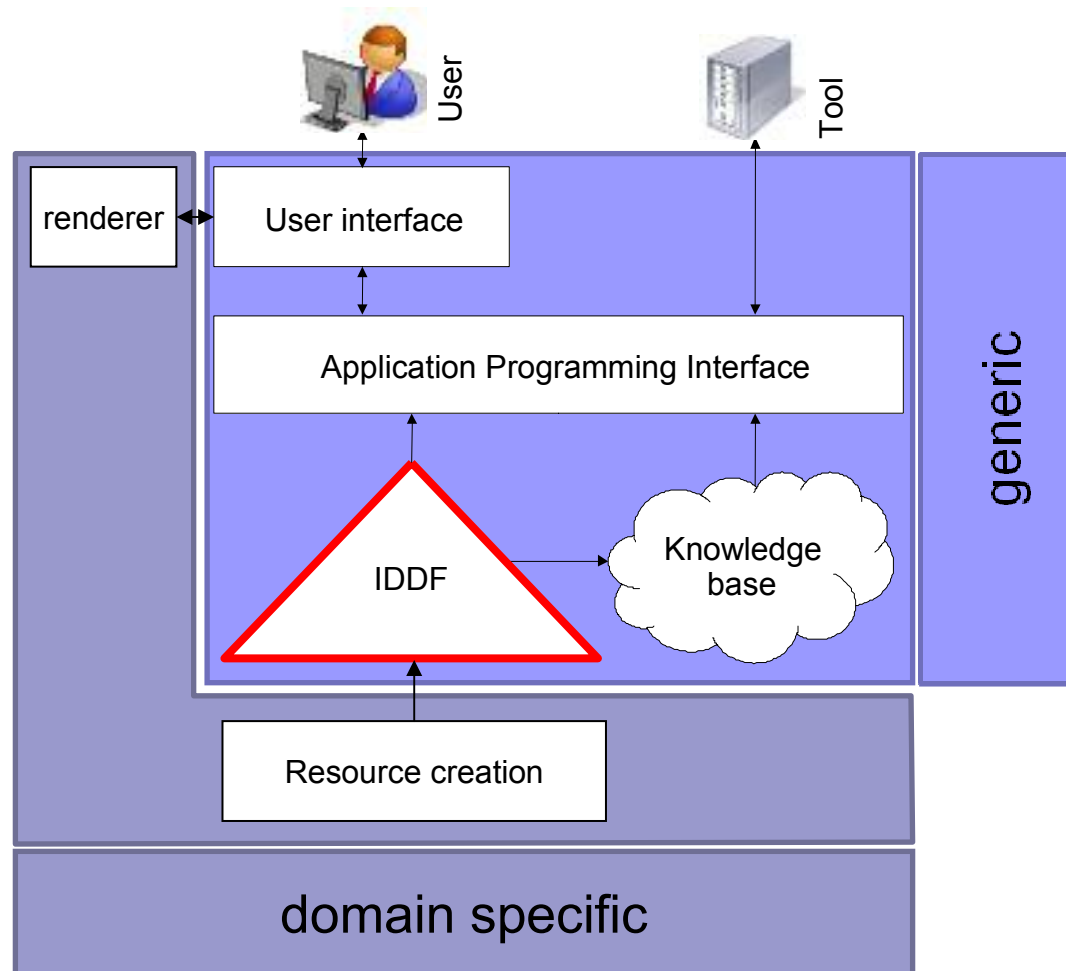 User
Tool
renderer
User interface
Application Programming Interface
generic
IDDF
Knowledge
base
Resource creation
domain specific